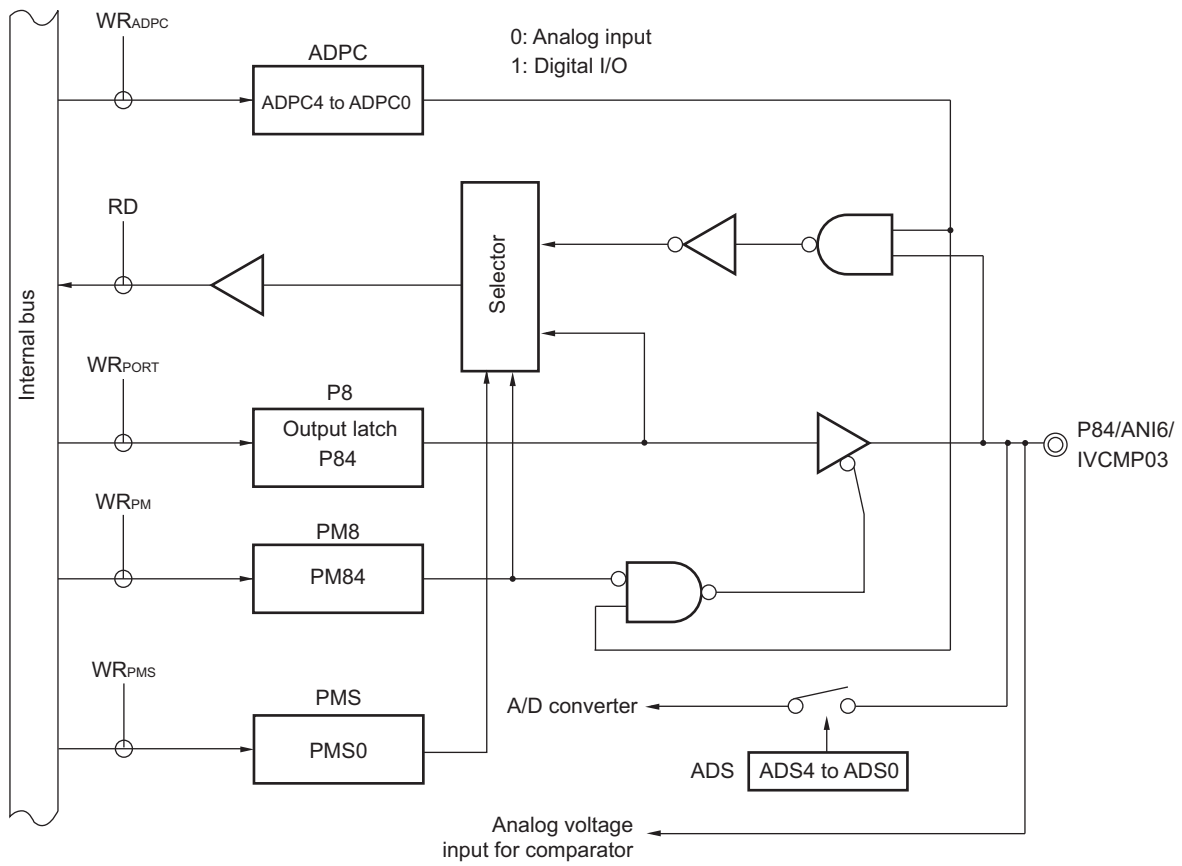 WRADPC
ADPC
0: Analog input
1: Digital I/O
ADPC4 to ADPC0
RD
Selector
Internal bus
WRPORT
P8
Output latch
P84
P84/ANI6/
IVCMP03
WRPM
PM8
PM84
WRPMS
PMS
PMS0
A/D converter
ADS
ADS4 to ADS0
Analog voltage
input for comparator